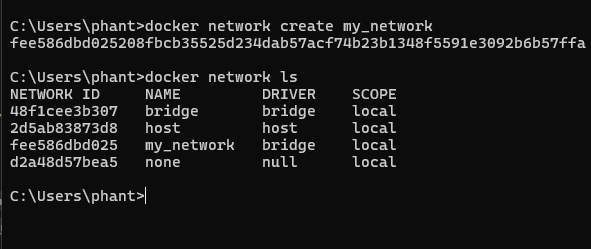 C:\Users\phant>docker network create my_network
fee586dbd025208fbcb35525d234dab57acf74b23b1348f5591e3092b6b57ffa
C:\Users\phant>docker network ls
NETWORK ID     NAME         DRIVER    SCOPE
48f1cee3b307   bridge       bridge    local
2d5ab83873d8   host         host      local
fee586dbd025   my_network   bridge    local
d2a48d57bea5   none         null      local
C:\Users\phant>